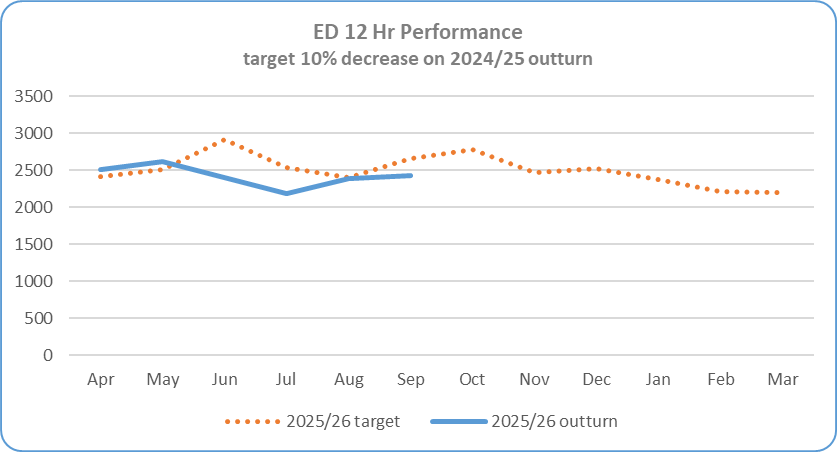 ED 12 Hr Performance
target 10% decrease on 2024/25 outturn
3500
3000
2500
2000
1500
1000
500
0
Apr May Jun Jul Aug Sep Oct Nov Dec Jan Feb Mar
2025/26 target 2025/26 outturn